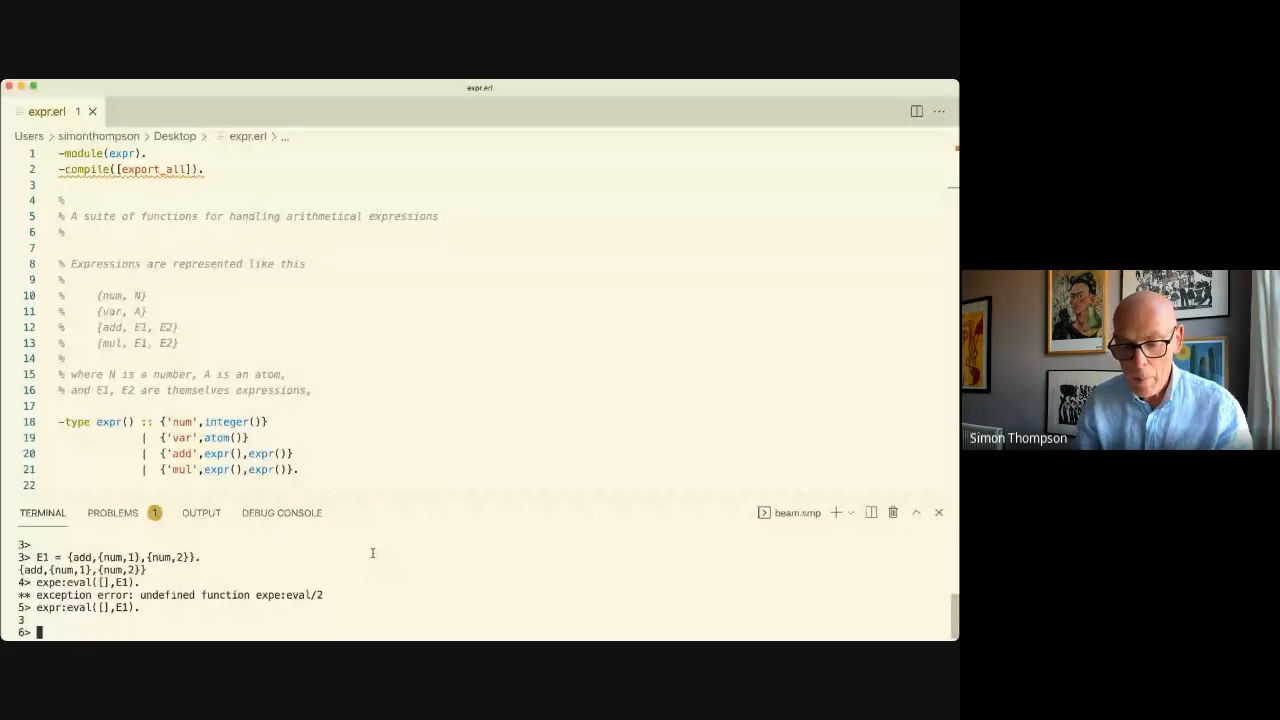 expr.erl
expr.erl 1
Users > simonthompson > Desktop > expr.erl > ...
1 -module(expr).
2 -compile([export_all]).
3
4 %
5 % A suite of functions for handling arithmetical expressions
6 %
7
8 % Expressions are represented like this
9 %
10 % {num, N}
11 % {var, A}
12 % {add, E1, E2}
13 % {mul, E1, E2}
14 %
15 % where N is a number, A is an atom,
16 % and E1, E2 are themselves expressions,
17
18 -type expr() :: {'num',integer()}
19 | {'var',atom()}
20 | {'add',expr(),expr()}
21 | {'mul',expr(),expr()}.
22
TERMINAL PROBLEMS 1 OUTPUT DEBUG CONSOLE beam.smp
3>
3> E1 = {add,{num,1},{num,2}}.
{add,{num,1},{num,2}}
4> expe:eval([],E1).
** exception error: undefined function expe:eval/2
5> expr:eval([],E1).
3
6>
Simon Thompson